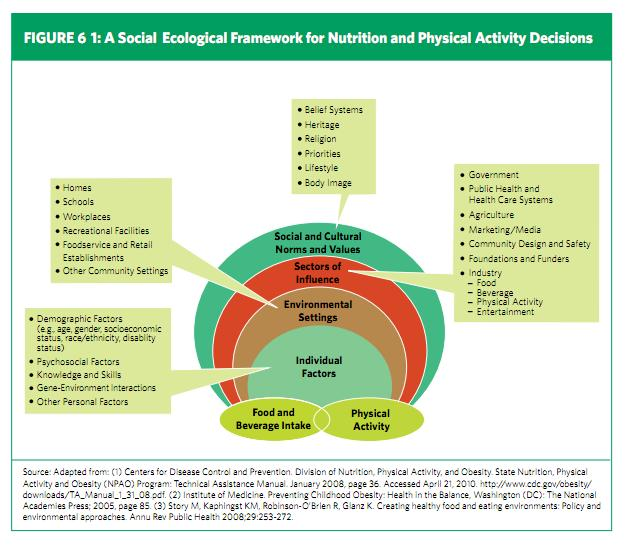 FIGURE 6 1: A Social Ecological Framework for Nutrition and Physical Activity Decisions
• Belief Systems
• Heritage
• Religion
• Priorities
• Lifestyle
• Body Image
• Homes
• Schools
• Workplaces
• Recreational Facilities
• Foodservice and Retail
Establishments
• Other Community Settings
• Government
• Public Health and
Health Care Systems
• Agriculture
• Marketing/Media
• Community Design and Safety
• Foundations and Funders
• Industry
– Food
– Beverage
– Physical Activity
– Entertainment
• Demographic Factors
(e.g., age, gender, socioeconomic
status, race/ethnicity, disablity
status)
• Psychosocial Factors
• Knowledge and Skills
• Gene-Environment Interactions
• Other Personal Factors
Social and Cultural
Norms and Values
Sectors of
Influence
Environmental
Settings
Individual
Factors
Food and
Beverage Intake
Physical
Activity
Source: Adapted from: (1) Centers for Disease Control and Prevention. Division of Nutrition, Physical Activity, and Obesity. State Nutrition, Physical
Activity and Obesity (NPAO) Program: Technical Assistance Manual. January 2008, page 36. Accessed April 21, 2010. http://www.cdc.gov/obesity/
downloads/TA_Manual_1_31_08.pdf. (2) Institute of Medicine. Preventing Childhood Obesity: Health in the Balance, Washington (DC): The National
Academies Press; 2005, page 85. (3) Story M, Kaphingst KM, Robinson-O'Brien R, Glanz K. Creating healthy food and eating environments: Policy and
environmental approaches. Annu Rev Public Health 2008;29:253-272.